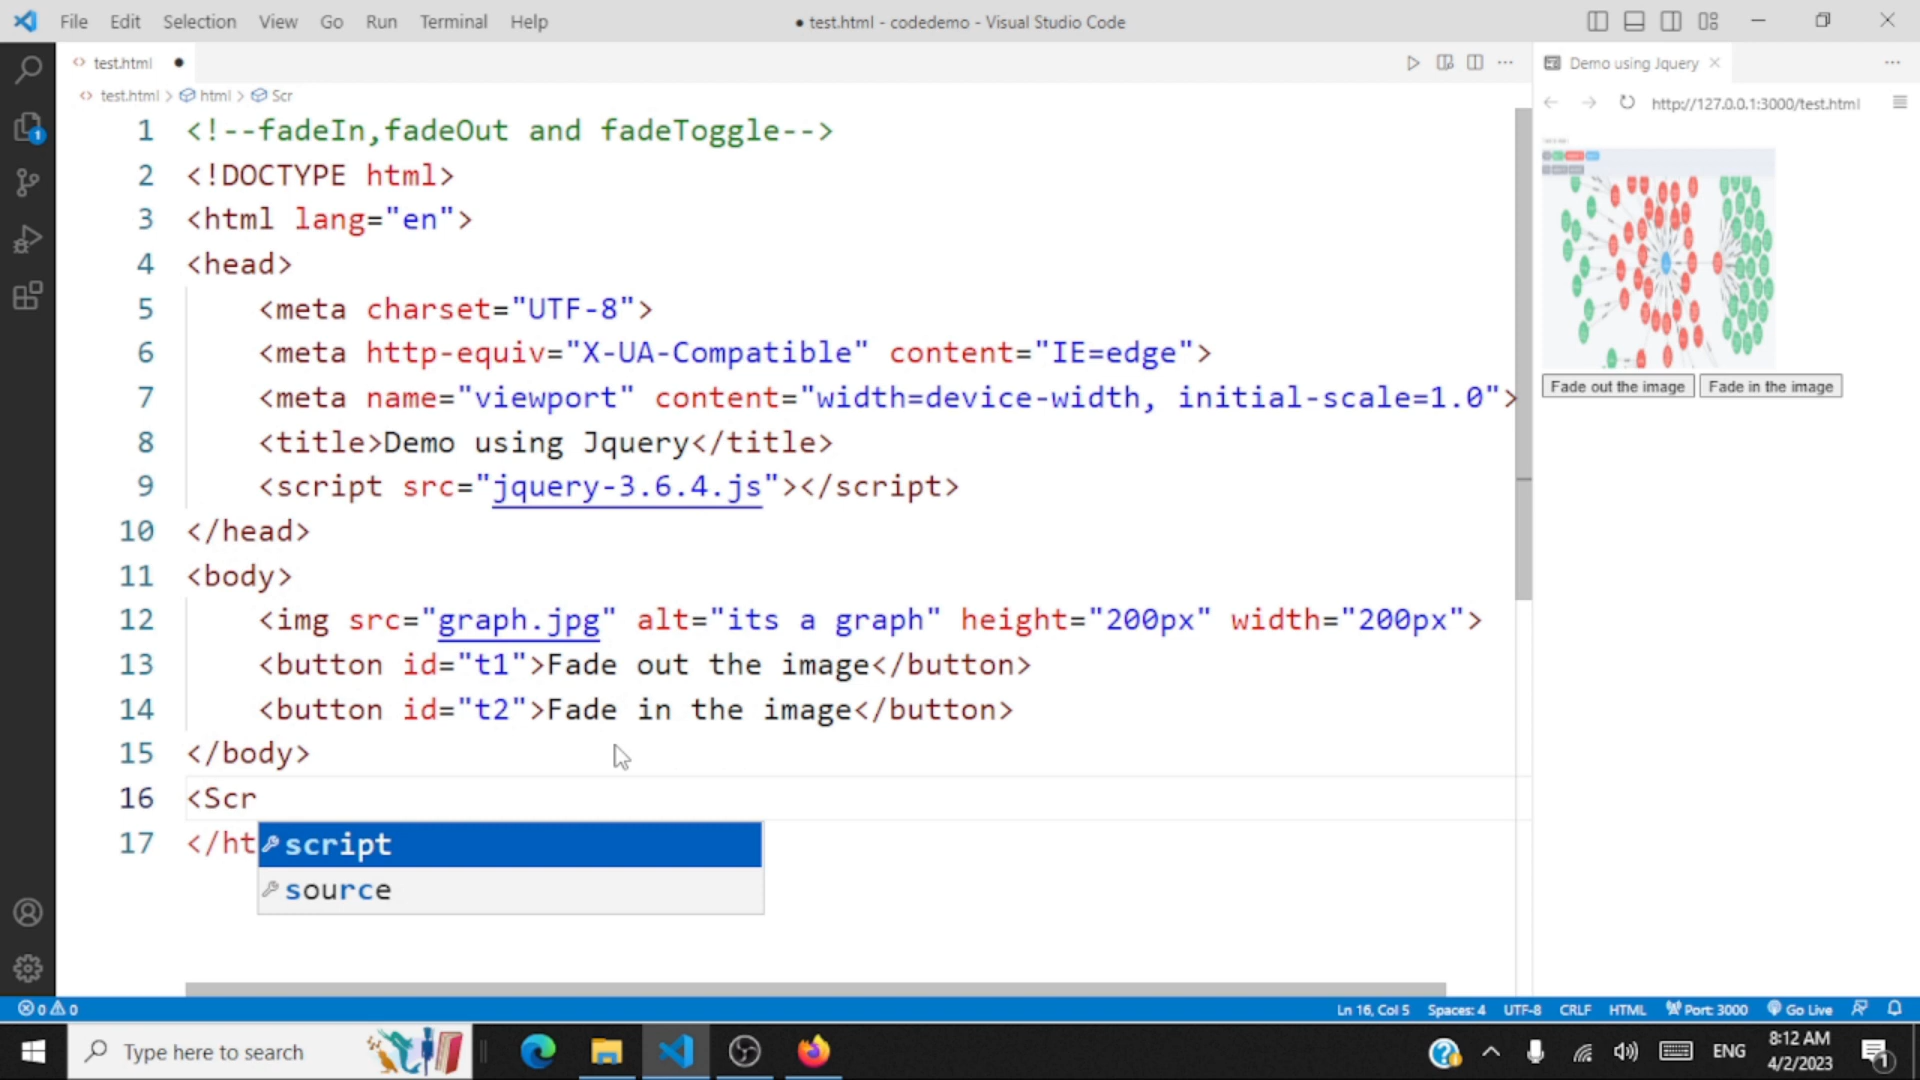 File Edit Selection View Go Run Terminal Help
● test.html - codedemo - Visual Studio Code
test.html ●
Demo using Jquery
test.html > html > Scr
http://127.0.0.1:3000/test.html
1 <!--fadeIn,fadeOut and fadeToggle-->
2 <!DOCTYPE html>
3 <html lang="en">
4 <head>
5 <meta charset="UTF-8">
6 <meta http-equiv="X-UA-Compatible" content="IE=edge">
7 <meta name="viewport" content="width=device-width, initial-scale=1.0">
8 <title>Demo using Jquery</title>
9 <script src="jquery-3.6.4.js"></script>
10 </head>
11 <body>
12 <img src="graph.jpg" alt="its a graph" height="200px" width="200px">
13 <button id="t1">Fade out the image</button>
14 <button id="t2">Fade in the image</button>
15 </body>
16 <Scr
17 </ht
script
source
Fade out the image Fade in the image
1
0 0
Ln 16, Col 5 Spaces: 4 UTF-8 CRLF HTML Port: 3000 Go Live
Type here to search
ENG
8:12 AM
4/2/2023
1